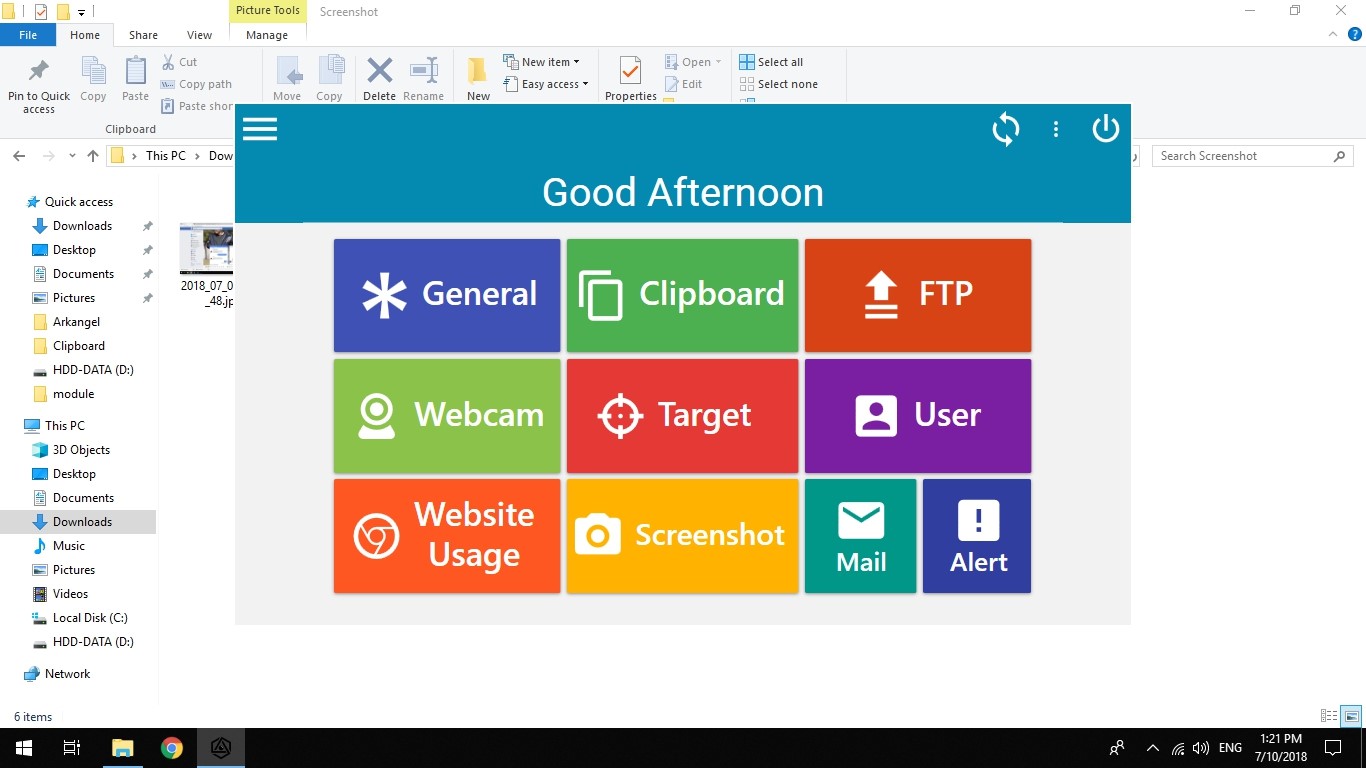 Picture Tools
Screenshot
File
Home
Share
View
Manage
Pin to Quick
access
Copy
Paste
Cut
Copy path
Paste shor
Clipboard
Move
Copy
Delete
Rename
New
New item
Easy access
Properties
Open
Edit
Select all
Select none
This PC
Dow
Search Screenshot
Good Afternoon
Quick access
Downloads
Desktop
Documents
Pictures
Arkangel
Clipboard
HDD-DATA (D:)
module
This PC
3D Objects
Desktop
Documents
Downloads
Music
Pictures
Videos
Local Disk (C:)
HDD-DATA (D:)
Network
2018_07_0
_48.jp
General
Clipboard
FTP
Webcam
Target
User
Website
Usage
Screenshot
Mail
Alert
6 items
ENG
1:21 PM
7/10/2018